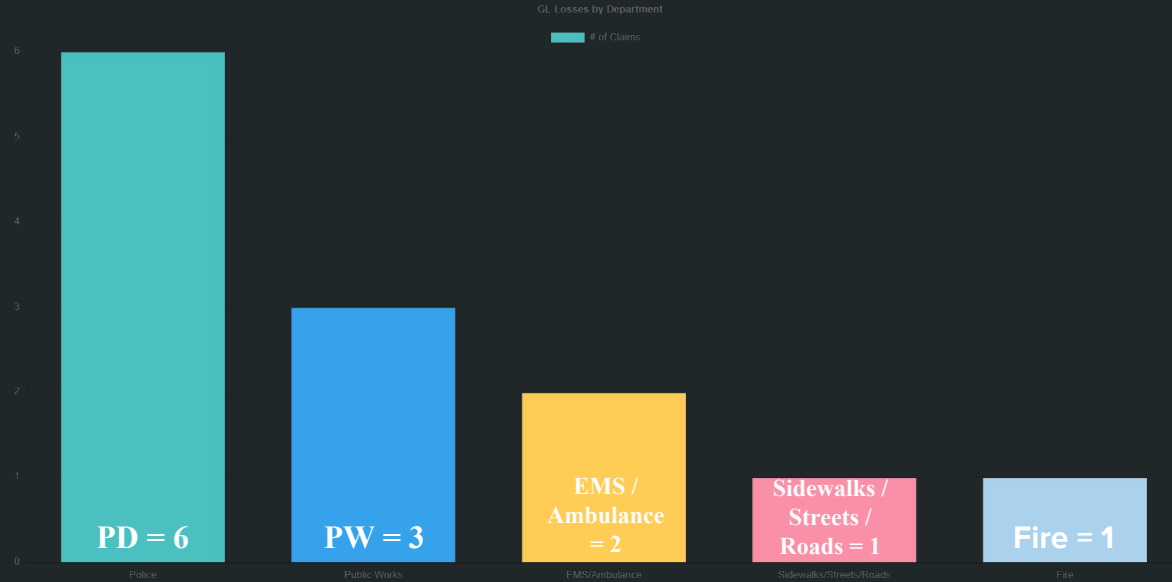 GL Losses by Department
# of Claims
6
5
4
3
2
1
0
PD = 6
PW = 3
EMS /
Ambulance
= 2
Sidewalks /
Streets /
Roads = 1
Fire = 1
Police
Public Works
EMS/Ambulance
Sidewalks/Streets/Roads
Fire